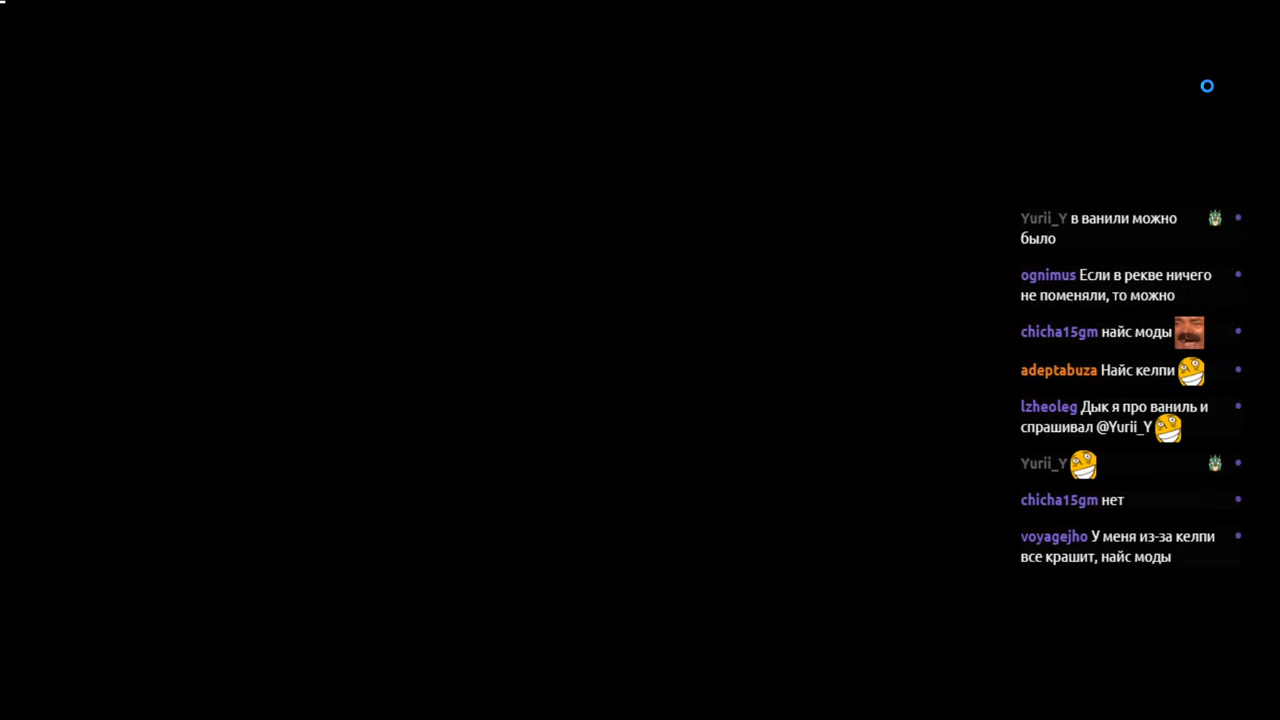 Yurii_Y в ванили можно
было
ognimus Если в рекве ничего
не поменяли, то можно
chicha15gm найс моды
adeptabuza Найс келпи
lzheoleg Дык я про ваниль и
спрашивал @Yurii_Y
Yurii_Y
chicha15gm нет
voyagejho У меня из-за келпи
все крашит, найс моды